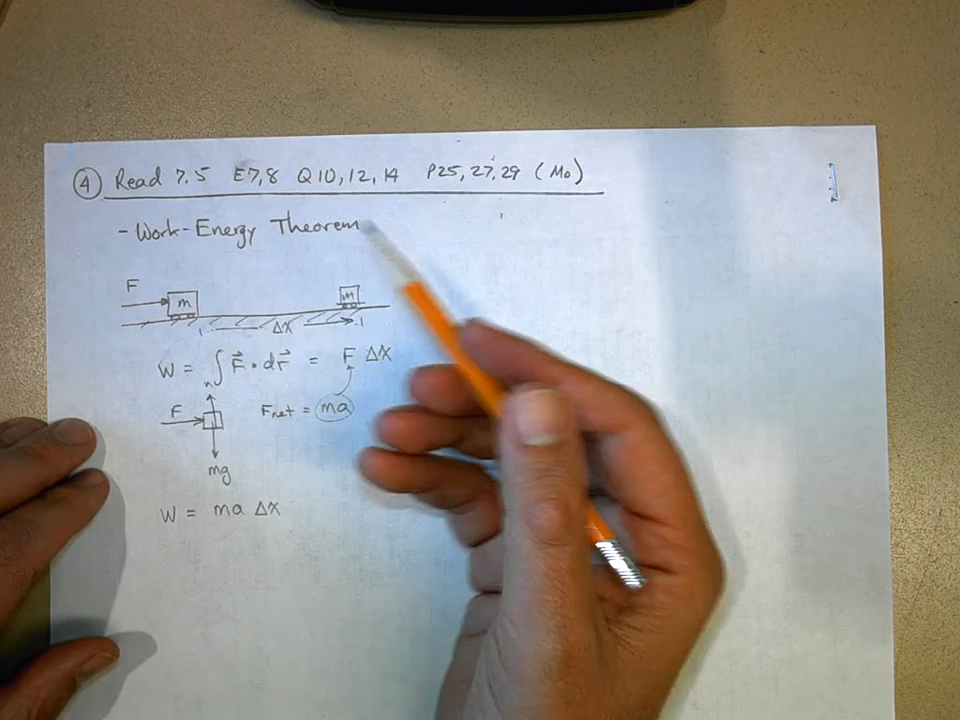 ④ Read 7.5 E7,8 Q10,12,14 P25,27,29 (Mo)
- Work-Energy Theorem
F
m m
Δx
W = ∫ F⃗ • dr⃗ = F Δx
n
F Fnet = ma
mg
W = ma Δx